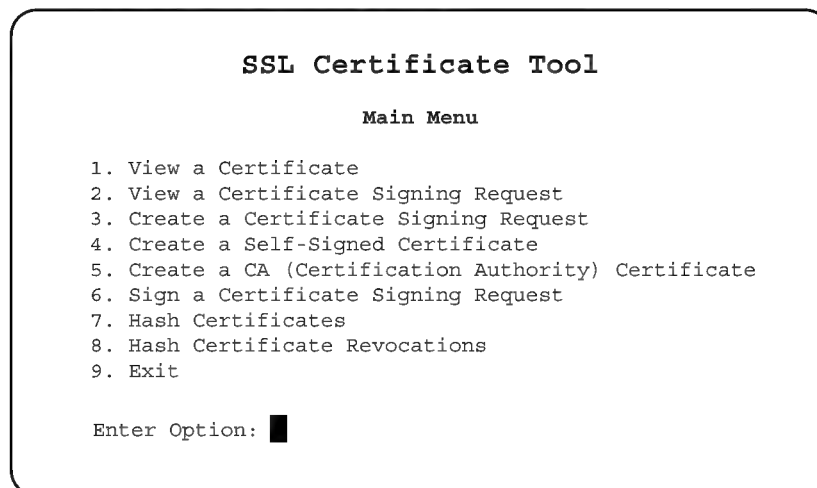 SSL Certificate Tool
Main Menu
1. View a Certificate
2. View a Certificate Signing Request
3. Create a Certificate Signing Request
4. Create a Self-Signed Certificate
5. Create a CA (Certification Authority) Certificate
6. Sign a Certificate Signing Request
7. Hash Certificates
8. Hash Certificate Revocations
9. Exit
Enter Option: